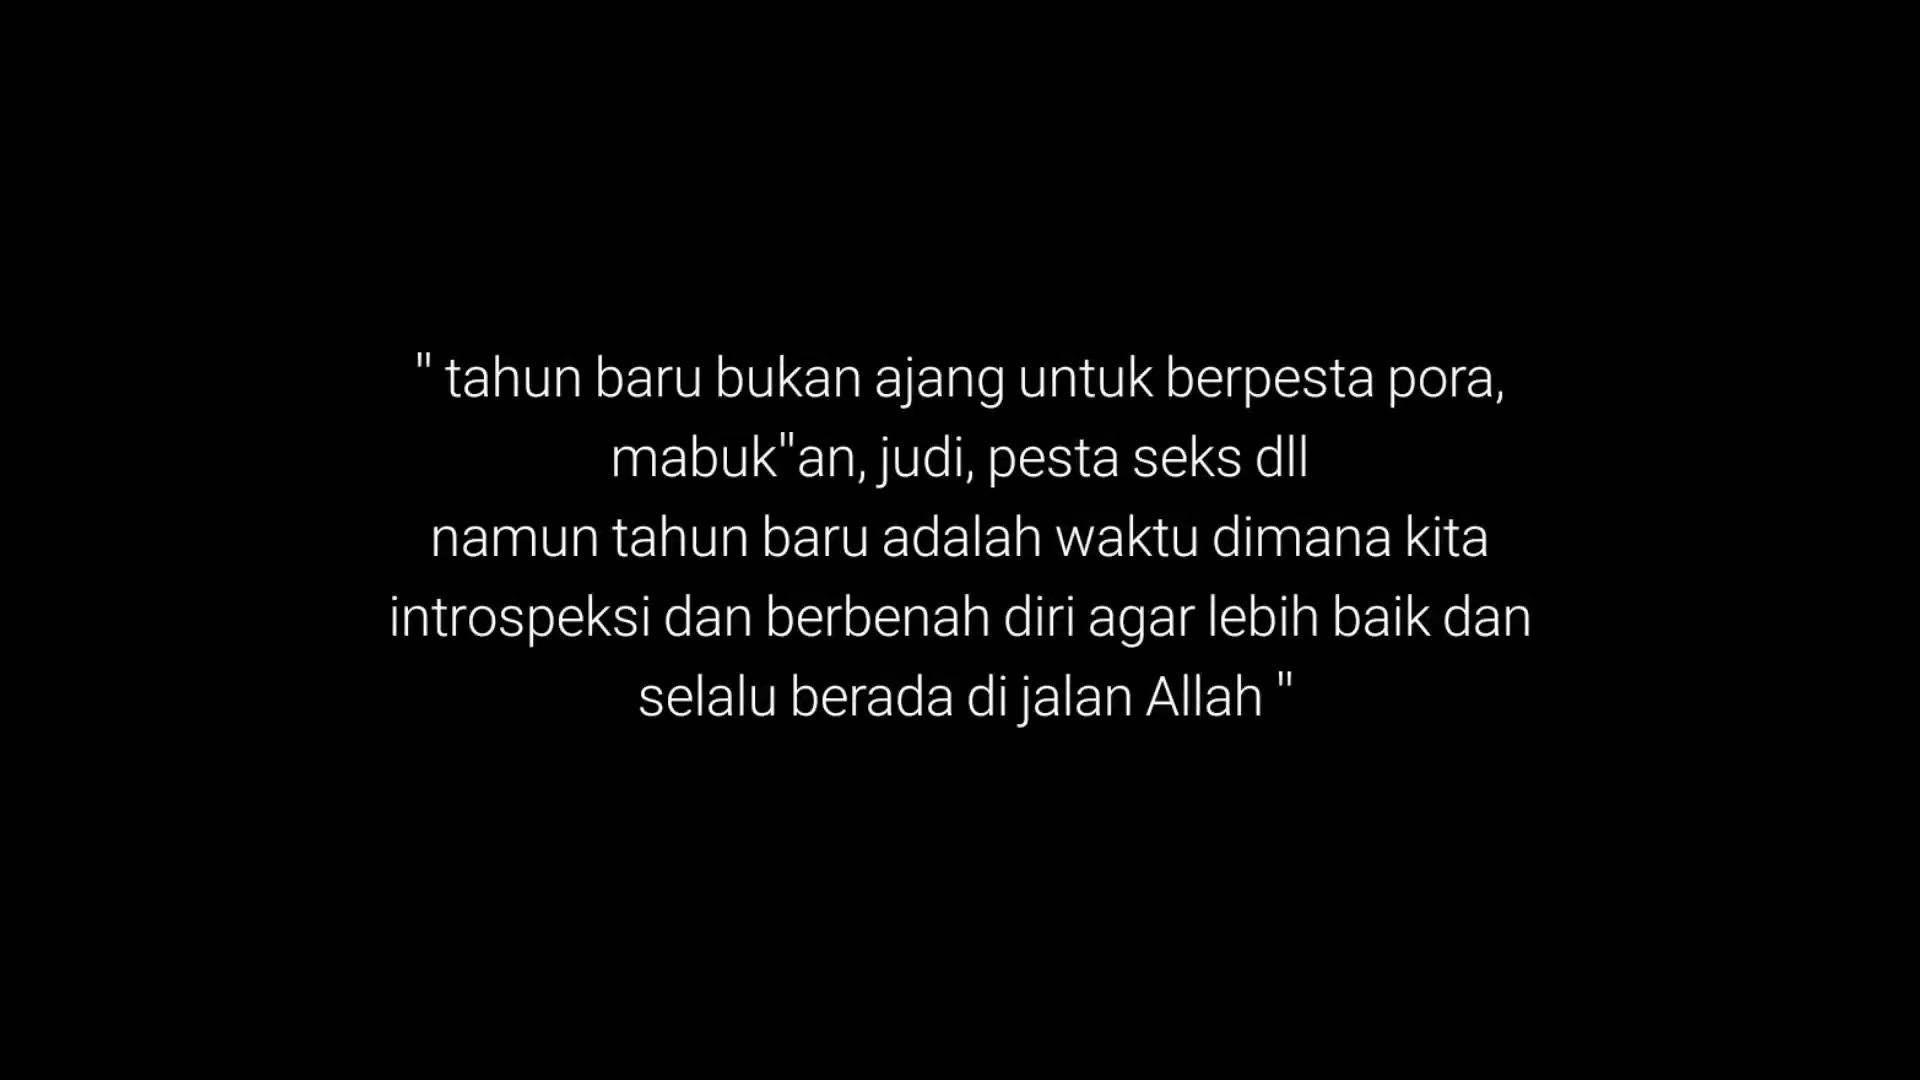 " tahun baru bukan ajang untuk berpesta pora,
mabuk"an, judi, pesta seks dll
namun tahun baru adalah waktu dimana kita
introspeksi dan berbenah diri agar lebih baik dan
selalu berada di jalan Allah "